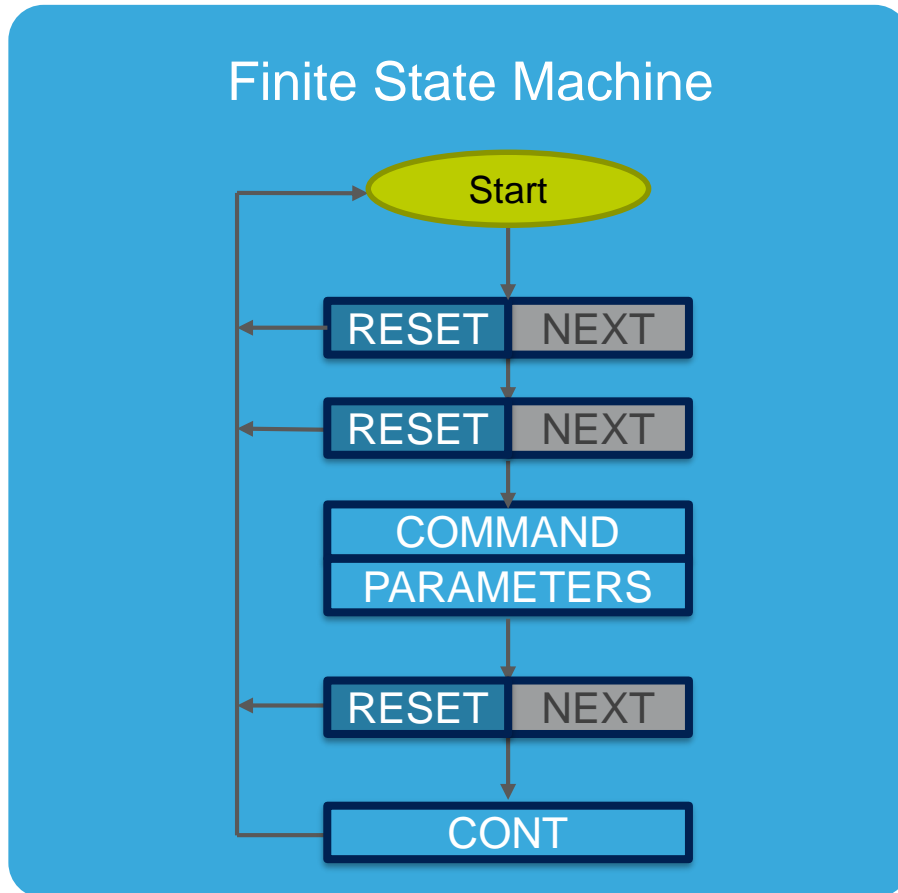 Finite State Machine
Start
RESET NEXT
RESET NEXT
COMMAND
PARAMETERS
RESET NEXT
CONT